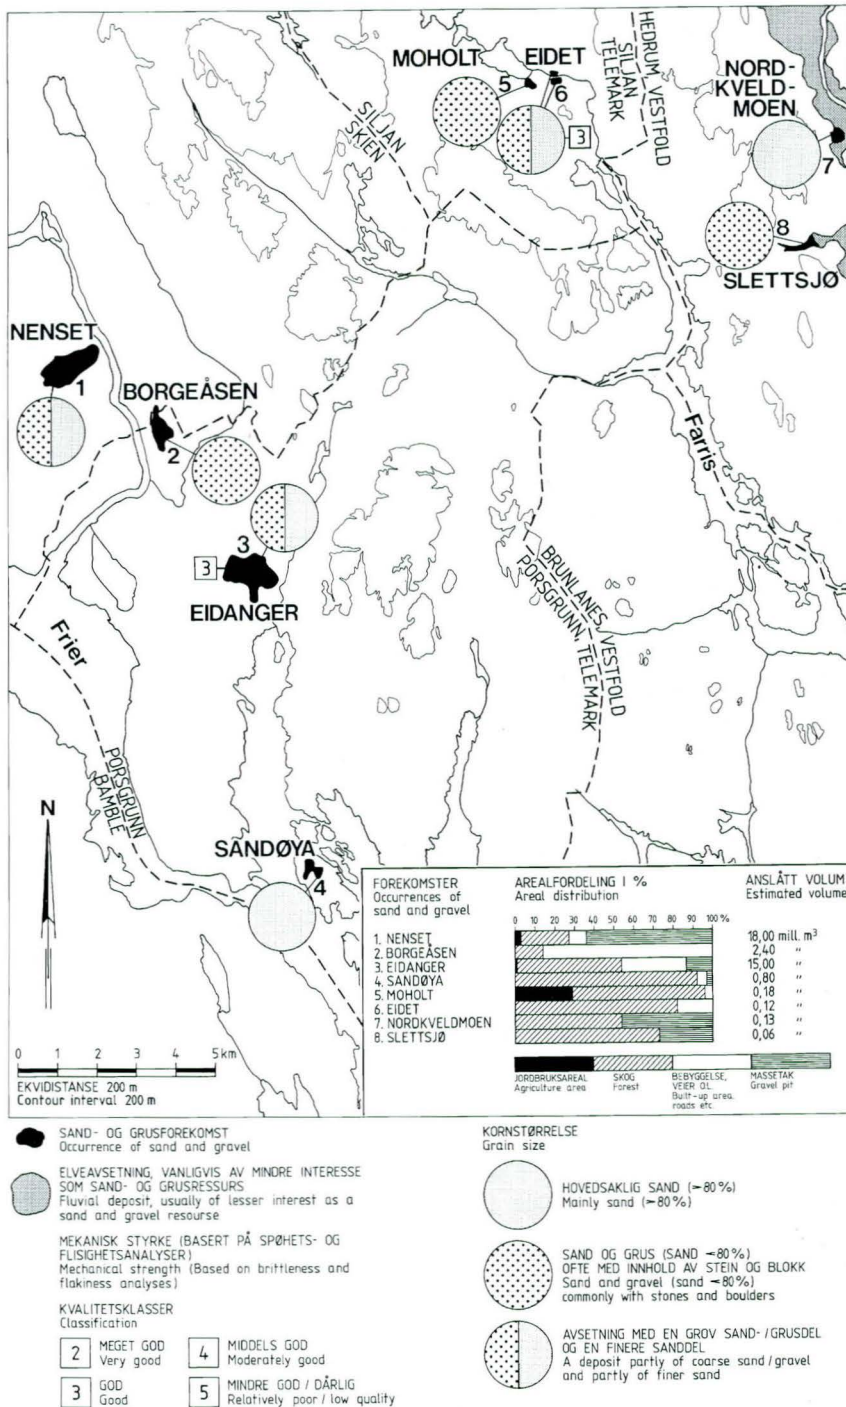 MOHOLT
EIDET
5
6
3
SILJAN
SKIEN
HEDRUM, VESTFOLD
SILJAN
TELEMARK
NORD-
KVELD-
MOEN
7
8
SLETTSJØ
NENSET
1
BORGEÅSEN
2
3
3
EIDANGER
Farris
BRUNLANES, VESTFOLD
PORSGRUNN, TELEMARK
Frier
PORSGRUNN
BAMBLE
N
SANDØYA
4
0 1 2 3 4 5 km
EKVIDISTANSE 200 m
Contour interval 200 m
FOREKOMSTER
Occurrences of
sand and gravel
AREALFORDELING I %
Areal distribution
ANSLÅTT VOLUM
Estimated volume
0 10 20 30 40 50 60 70 80 90 100 %
1. NENSET 18,00 mill. m³
2. BORGEÅSEN 2,40 "
3. EIDANGER 15,00 "
4. SANDØYA 0,80 "
5. MOHOLT 0,18 "
6. EIDET 0,12 "
7. NORDKVELDMOEN 0,13 "
8. SLETTSJØ 0,06 "
JORDBRUKSAREAL
Agriculture area
SKOG
Forest
BEBYGGELSE,
VEIER O.L.
Built-up area,
roads etc.
MASSETAK
Gravel pit
SAND- OG GRUSFOREKOMST
Occurrence of sand and gravel
ELVEAVSETNING, VANLIGVIS AV MINDRE INTERESSE
SOM SAND- OG GRUSRESSURS
Fluvial deposit, usually of lesser interest as a
sand and gravel resourse
MEKANISK STYRKE (BASERT PÅ SPØHETS- OG
FLISIGHETSANALYSER)
Mechanical strength (Based on brittleness and
flakiness analyses)
KVALITETSKLASSER
Classification
2 MEGET GOD
Very good
3 GOD
Good
4 MIDDELS GOD
Moderately good
5 MINDRE GOD / DÅRLIG
Relatively poor / low quality
KORNSTØRRELSE
Grain size
HOVEDSAKLIG SAND (>80%)
Mainly sand (>80%)
SAND OG GRUS (SAND <80%)
OFTE MED INNHOLD AV STEIN OG BLOKK
Sand and gravel (sand <80%)
commonly with stones and boulders
AVSETNING MED EN GROV SAND-/GRUSDEL
OG EN FINERE SANDDEL
A deposit partly of coarse sand/gravel
and partly of finer sand